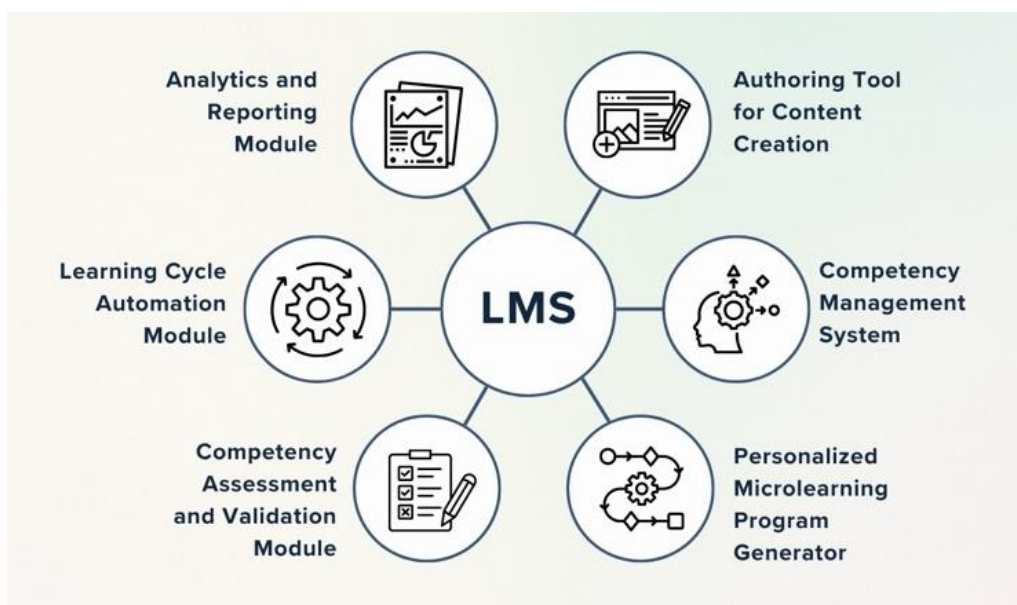 Analytics and
Reporting
Module
Authoring Tool
for Content
Creation
Learning Cycle
Automation
Module
LMS
Competency
Management
System
Competency
Assessment
and Validation
Module
Personalized
Microlearning
Program
Generator